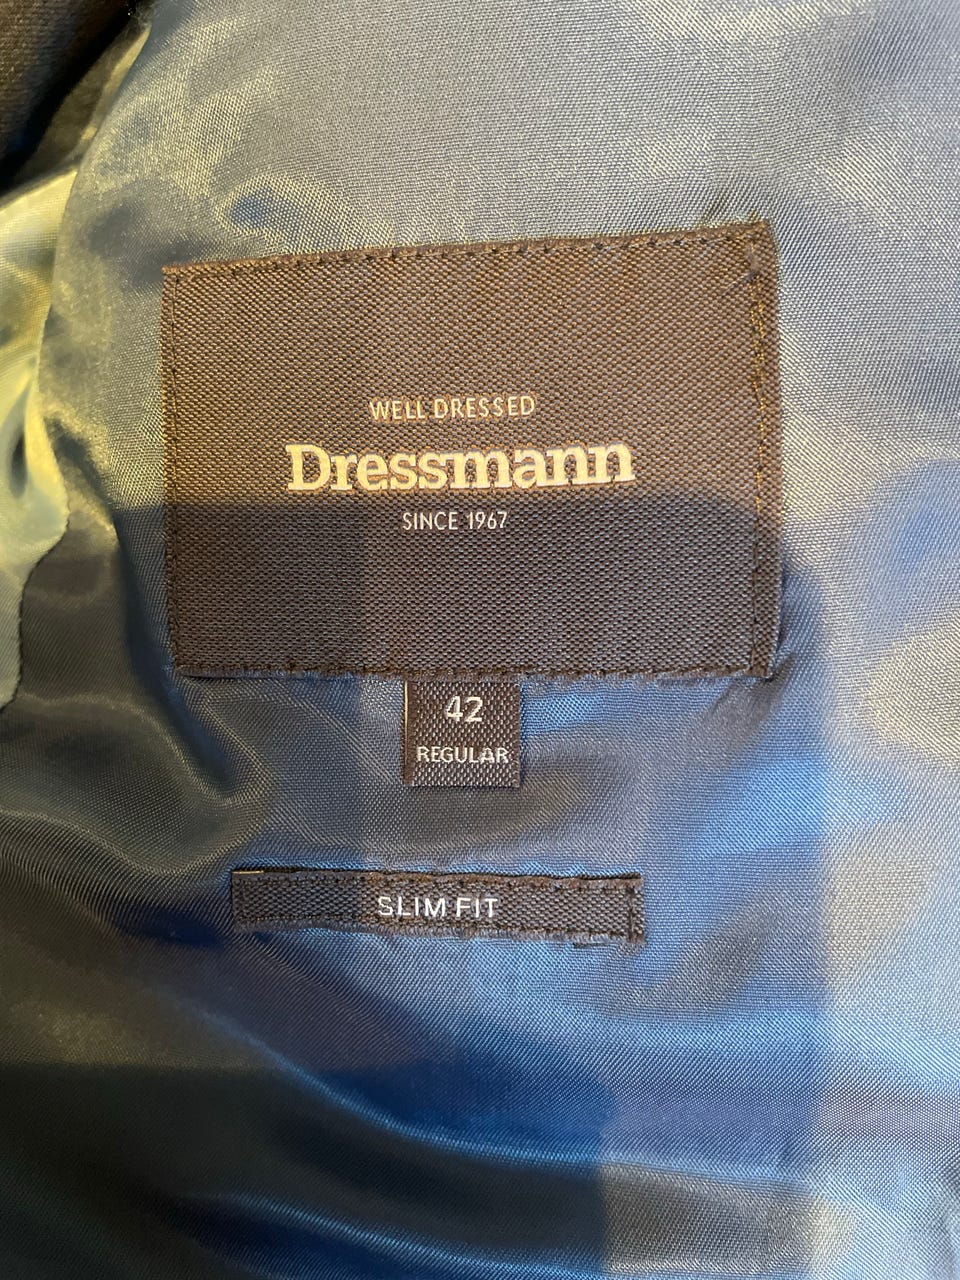 WELL DRESSED
Dressmann
SINCE 1967
42
REGULAR
SLIM FIT